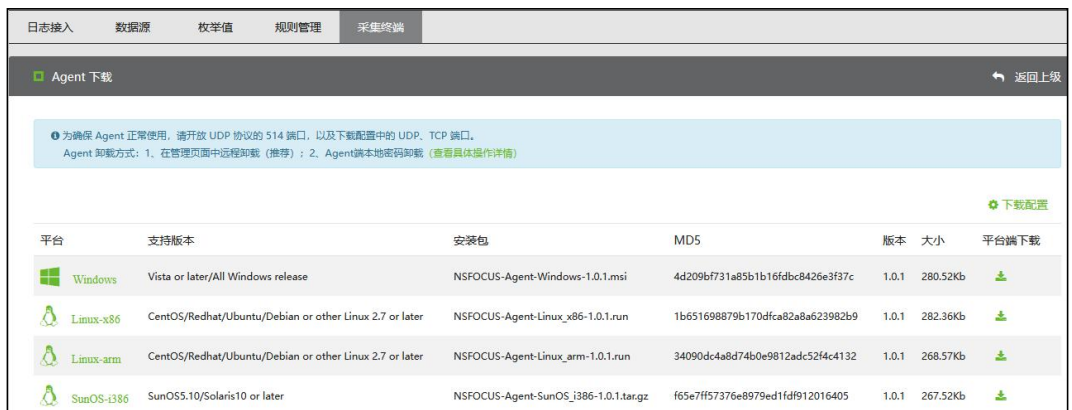 日志接入 数据源 枚举值 规则管理 采集终端
Agent 下载 返回上级
为确保 Agent 正常使用，请开放 UDP 协议的 514 端口，以及下载配置中的 UDP、TCP 端口。
Agent 卸载方式：1、在管理页面中远程卸载（推荐）；2、Agent端本地密码卸载（查看具体操作详情）
下载配置
平台 支持版本 安装包 MD5 版本 大小 平台端下载
Windows Vista or later/All Windows release NSFOCUS-Agent-Windows-1.0.1.msi 4d209bf731a85b1b16fdbc8426e3f37c 1.0.1 280.52Kb
Linux-x86 CentOS/Redhat/Ubuntu/Debian or other Linux 2.7 or later NSFOCUS-Agent-Linux_x86-1.0.1.run 1b651698879b170dfca82a8a623982b9 1.0.1 282.36Kb
Linux-arm CentOS/Redhat/Ubuntu/Debian or other Linux 2.7 or later NSFOCUS-Agent-Linux_arm-1.0.1.run 34090dc4a8d74b0e9812adc52f4c4132 1.0.1 268.57Kb
SunOS-i386 SunOS5.10/Solaris10 or later NSFOCUS-Agent-SunOS_i386-1.0.1.tar.gz f65e7ff57376e8979ed1fdf912016405 1.0.1 267.52Kb